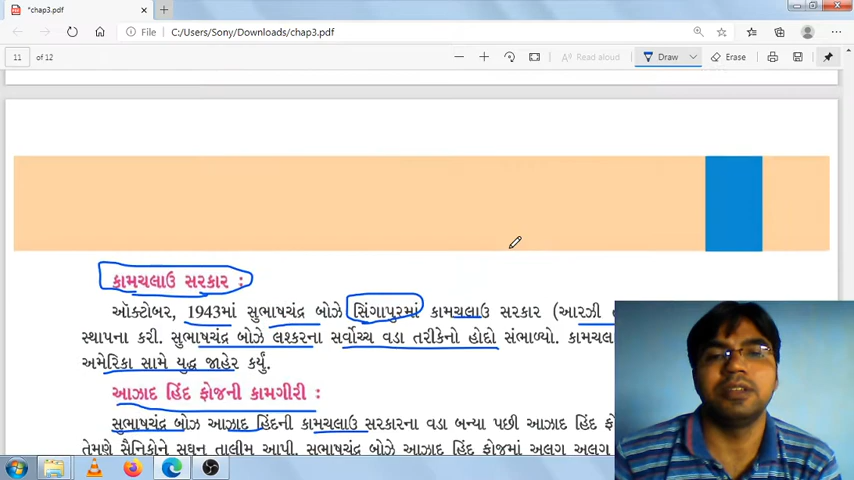 *chap3.pdf
File
C:/Users/Sony/Downloads/chap3.pdf
11 of 12
Read aloud
Draw
Erase
કામચલાઉ સરકાર :
ઑક્ટોબર, 1943માં સુભાષચંદ્ર બોઝે સિંગાપુરમાં કામચલાઉ સરકાર (આરઝી
સ્થાપના કરી. સુભાષચંદ્ર બોઝે લશ્કરના સર્વોચ્ચ વડા તરીકેનો હોદ્દો સંભાળ્યો. કામચલા
અમેરિકા સામે યુદ્ધ જાહેર કર્યું.
આઝાદ હિંદ ફોજની કામગીરી :
સુભાષચંદ્ર બોઝ આઝાદ હિંદની કામચલાઉ સરકારના વડા બન્યા પછી આઝાદ હિંદ ફો
તેમણે સૈનિકોને સઘન તાલીમ આપી. સુભાષચંદ્ર બોઝે આઝાદ હિંદ ફોજમાં અલગ અલગ